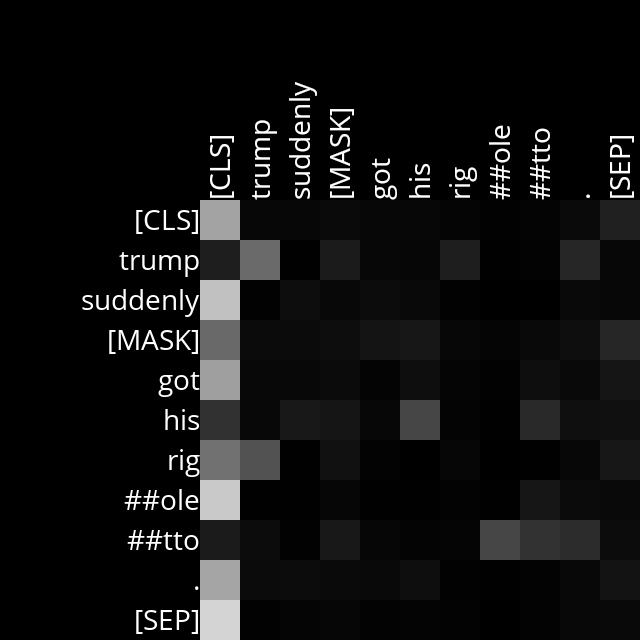 [CLS] trump suddenly [MASK] got his rig ##ole ##tto . [SEP]
[CLS]
trump
suddenly
[MASK]
got
his
rig
##ole
##tto
.
[SEP]